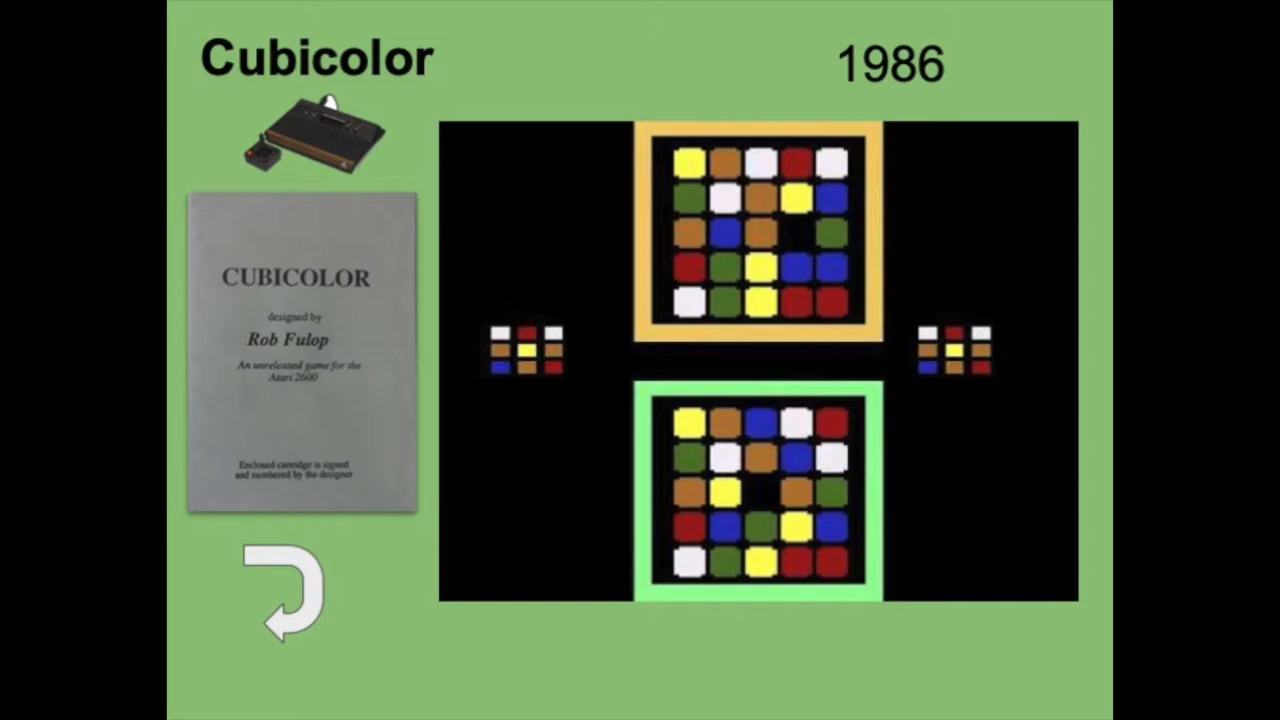 Cubicolor
1986
CUBICOLOR
designed by
Rob Fulop
An unreleased game for the
Atari 2600
Enclosed cartridge is signed
and numbered by the designer